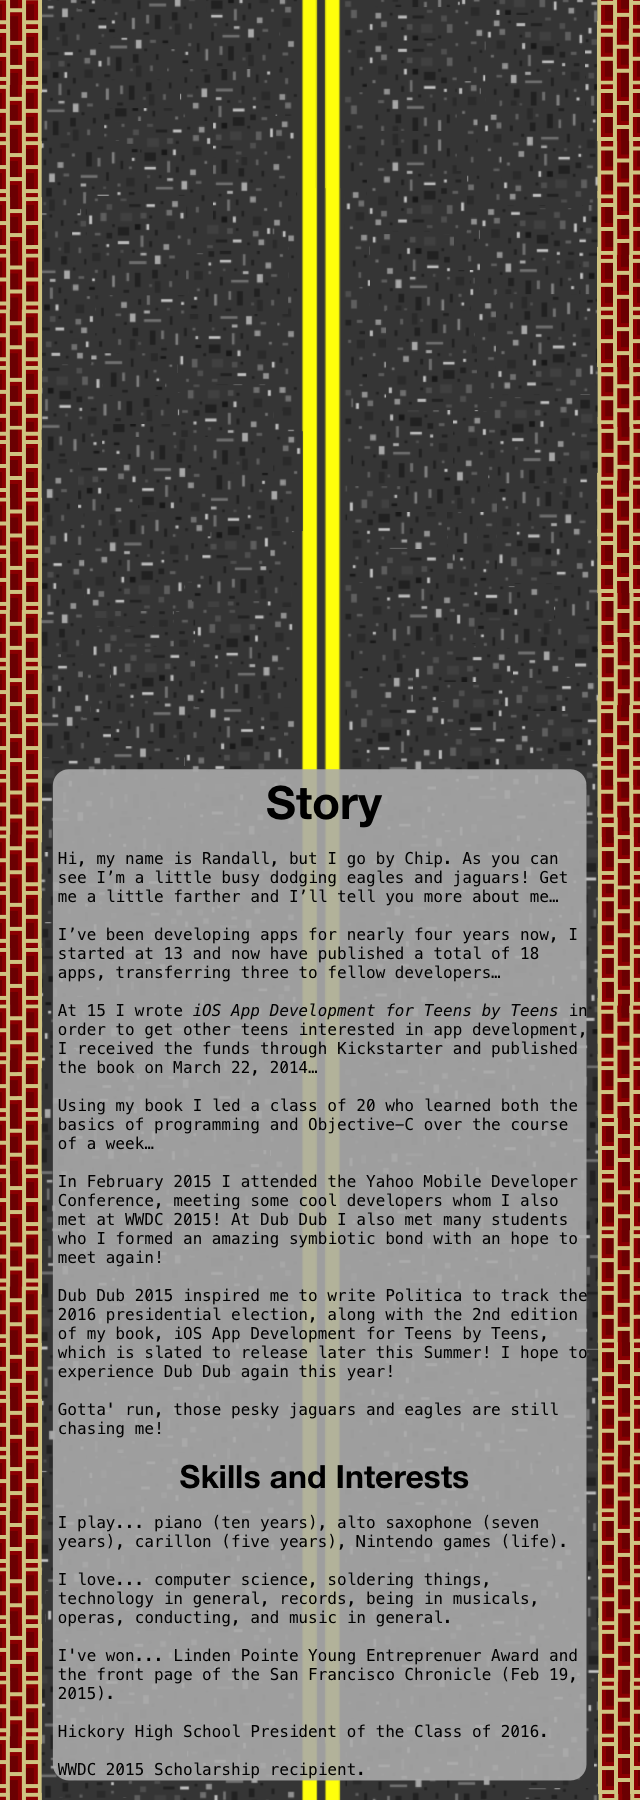 Story
Hi, my name is Randall, but I go by Chip. As you can
see I’m a little busy dodging eagles and jaguars! Get
me a little farther and I’ll tell you more about me…
I’ve been developing apps for nearly four years now, I
started at 13 and now have published a total of 18
apps, transferring three to fellow developers…
At 15 I wrote iOS App Development for Teens by Teens in
order to get other teens interested in app development,
I received the funds through Kickstarter and published
the book on March 22, 2014…
Using my book I led a class of 20 who learned both the
basics of programming and Objective–C over the course
of a week…
In February 2015 I attended the Yahoo Mobile Developer
Conference, meeting some cool developers whom I also
met at WWDC 2015! At Dub Dub I also met many students
who I formed an amazing symbiotic bond with an hope to
meet again!
Dub Dub 2015 inspired me to write Politica to track the
2016 presidential election, along with the 2nd edition
of my book, iOS App Development for Teens by Teens,
which is slated to release later this Summer! I hope to
experience Dub Dub again this year!
Gotta' run, those pesky jaguars and eagles are still
chasing me!
Skills and Interests
I play... piano (ten years), alto saxophone (seven
years), carillon (five years), Nintendo games (life).
I love... computer science, soldering things,
technology in general, records, being in musicals,
operas, conducting, and music in general.
I've won... Linden Pointe Young Entreprenuer Award and
the front page of the San Francisco Chronicle (Feb 19,
2015).
Hickory High School President of the Class of 2016.
WWDC 2015 Scholarship recipient.